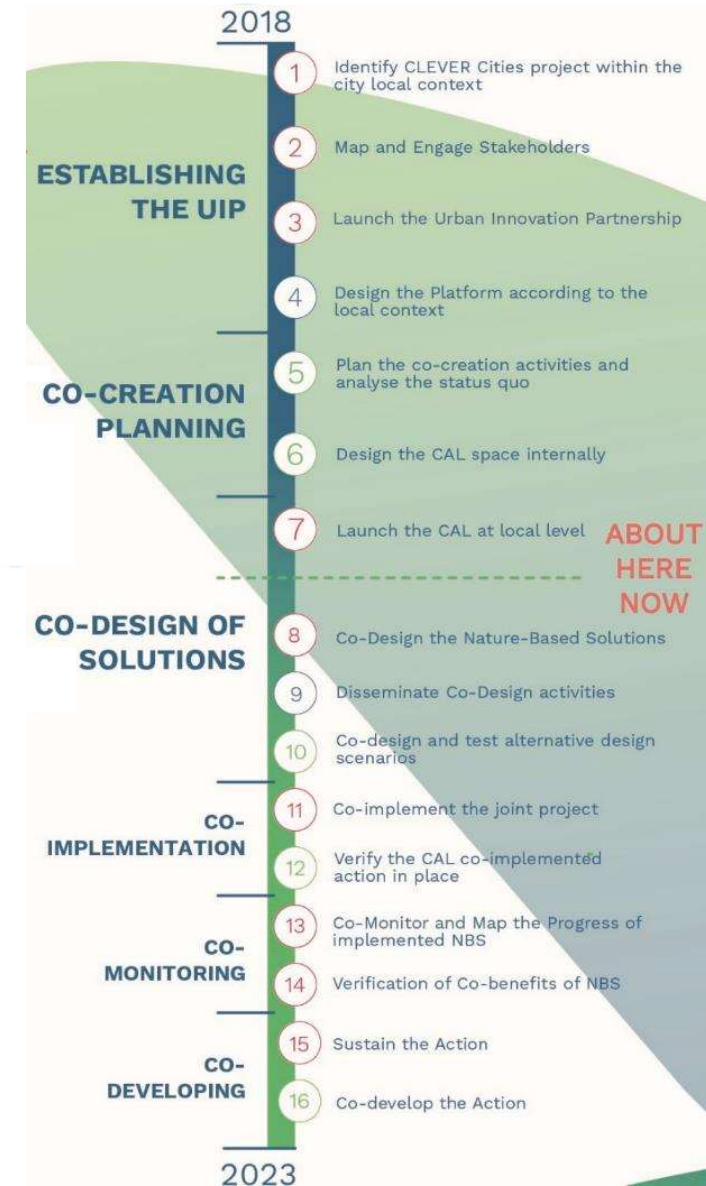 2018
1
Identify CLEVER Cities project within the
city local context
2
Map and Engage Stakeholders
ESTABLISHING
THE UIP
3
Launch the Urban Innovation Partnership
4
Design the Platform according to the
local context
5
Plan the co-creation activities and
analyse the status quo
CO-CREATION
PLANNING
6
Design the CAL space internally
7
Launch the CAL at local level
ABOUT
HERE
NOW
CO-DESIGN OF
SOLUTIONS
8
Co-Design the Nature-Based Solutions
9
Disseminate Co-Design activities
10
Co-design and test alternative design
scenarios
11
Co-implement the joint project
CO-
IMPLEMENTATION
12
Verify the CAL co-implemented
action in place
13
Co-Monitor and Map the Progress of
implemented NBS
CO-
MONITORING
14
Verification of Co-benefits of NBS
15
Sustain the Action
CO-
DEVELOPING
16
Co-develop the Action
2023